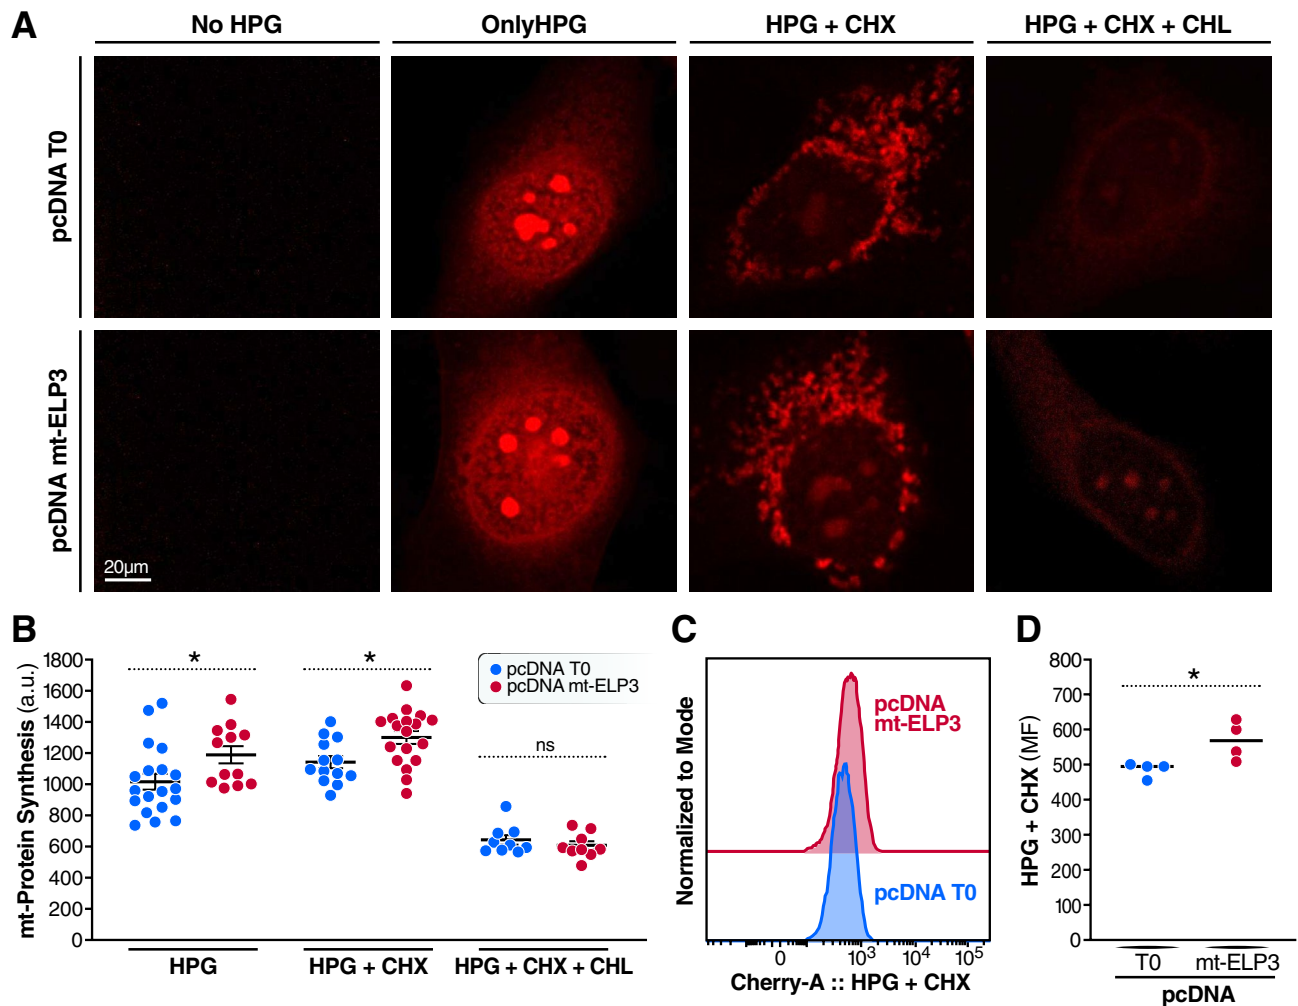 A
No HPG
OnlyHPG
HPG + CHX
HPG + CHX + CHL
pcDNA T0
pcDNA mt-ELP3
20µm
B
mt-Protein Synthesis (a.u.)
1800
1600
1400
1200
1000
800
600
400
200
0
*
*
ns
pcDNA T0
pcDNA mt-ELP3
HPG
HPG + CHX
HPG + CHX + CHL
C
Normalized to Mode
pcDNA
mt-ELP3
pcDNA T0
0
10³
10⁴
10⁵
Cherry-A :: HPG + CHX
D
HPG + CHX (MF)
800
700
600
500
400
300
200
100
0
*
T0
mt-ELP3
pcDNA